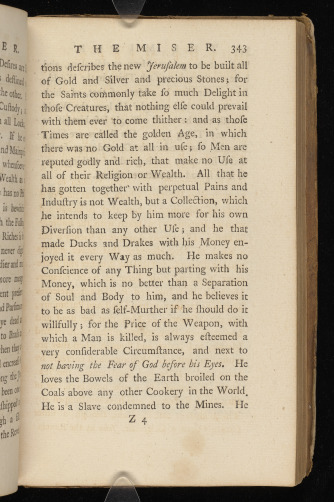 THE MISER. 343
tions describes the new Jerusalem to be built all
of Gold and Silver and precious Stones; for
the Saints commonly take so much Delight in
those Creatures, that nothing else could prevail
with them ever to come thither: and as those
Times are called the golden Age, in which
there was no Gold at all in use; so Men are
reputed godly and rich, that make no Use at
all of their Religion or Wealth. All that he
has gotten together with perpetual Pains and
Industry is not Wealth, but a Collection, which
he intends to keep by him more for his own
Diversion than any other Use; and he that
made Ducks and Drakes with his Money en-
joyed it every Way as much. He makes no
Conscience of any Thing but parting with his
Money, which is no better than a Separation
of Soul and Body to him, and he believes it
to be as bad as self-Murther if he should do it
willfully; for the Price of the Weapon, with
which a Man is killed, is always esteemed a
very considerable Circumstance, and next to
not having the Fear of God before his Eyes. He
loves the Bowels of the Earth broiled on the
Coals above any other Cookery in the World.
He is a Slave condemned to the Mines. He
Z 4